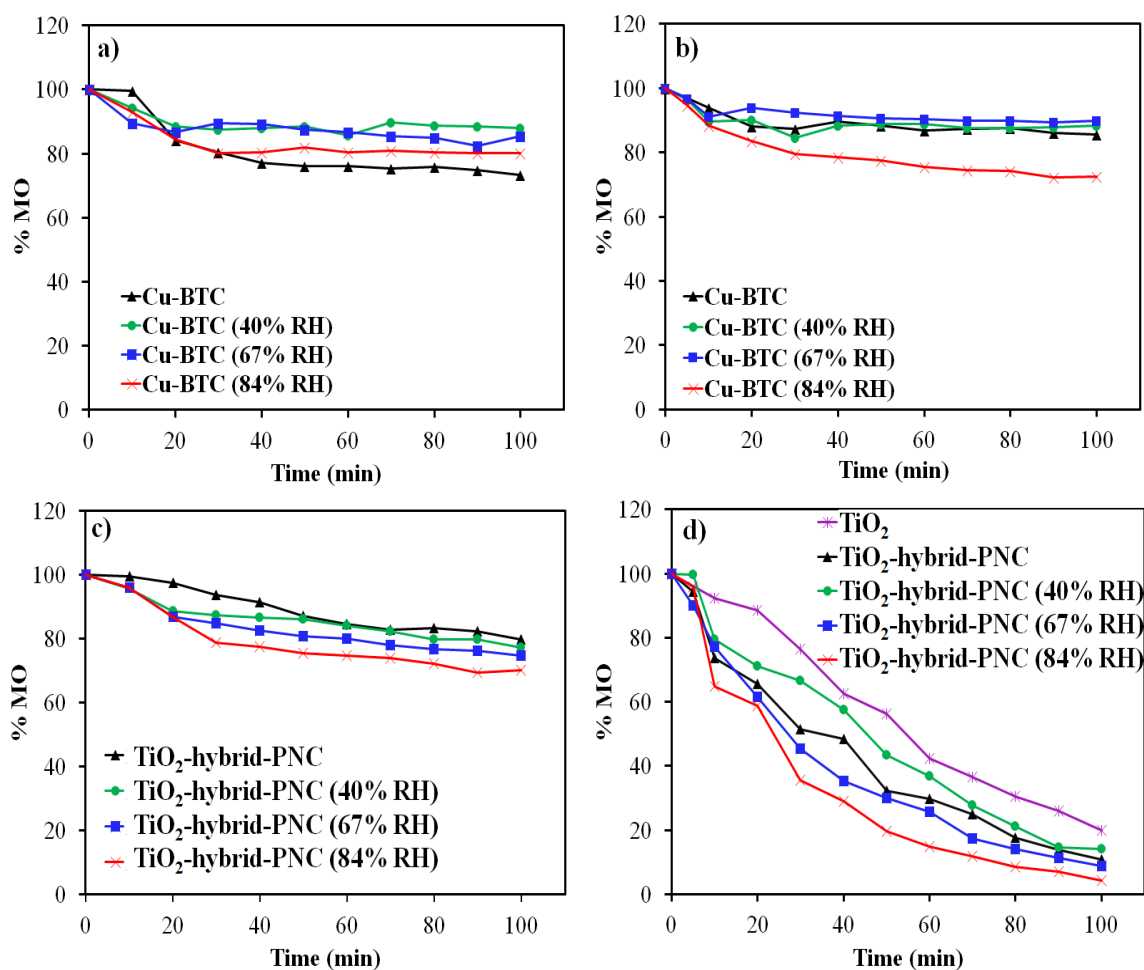 a)
120
100
80
60
40
20
0
% MO
Cu-BTC
Cu-BTC (40% RH)
Cu-BTC (67% RH)
Cu-BTC (84% RH)
0 20 40 60 80 100
Time (min)
b)
120
100
80
60
40
20
0
% MO
Cu-BTC
Cu-BTC (40% RH)
Cu-BTC (67% RH)
Cu-BTC (84% RH)
0 20 40 60 80 100
Time (min)
c)
120
100
80
60
40
20
0
% MO
TiO₂-hybrid-PNC
TiO₂-hybrid-PNC (40% RH)
TiO₂-hybrid-PNC (67% RH)
TiO₂-hybrid-PNC (84% RH)
0 20 40 60 80 100
Time (min)
d)
120
100
80
60
40
20
0
% MO
TiO₂
TiO₂-hybrid-PNC
TiO₂-hybrid-PNC (40% RH)
TiO₂-hybrid-PNC (67% RH)
TiO₂-hybrid-PNC (84% RH)
0 20 40 60 80 100
Time (min)